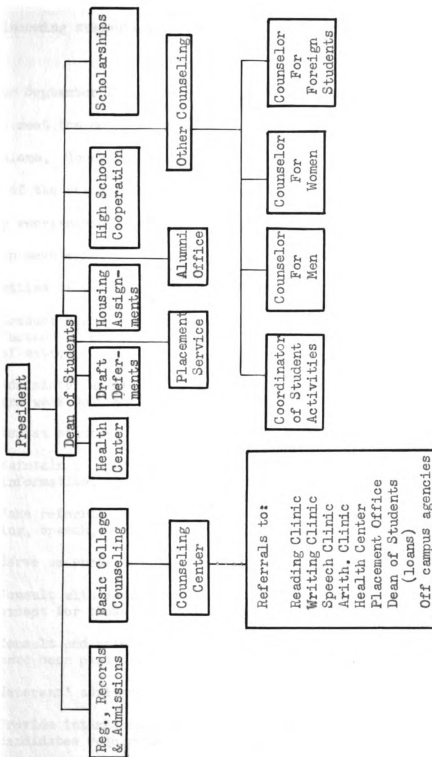 President
Dean of Students
Reg., Records
& Admissions
Basic College
Counseling
Health
Center
Draft
Defer-
ments
Housing
Assign-
ments
High School
Cooperation
Scholarships
Counseling
Center
Placement
Service
Alumni
Office
Other Counseling
Referrals to:
Reading Clinic
Writing Clinic
Speech Clinic
Arith. Clinic
Health Center
Placement Office
Dean of Students
(loans)
Off campus agencies
Coordinator
of Student
Activities
Counselor
For
Men
Counselor
For
Women
Counselor
For
Foreign
Students